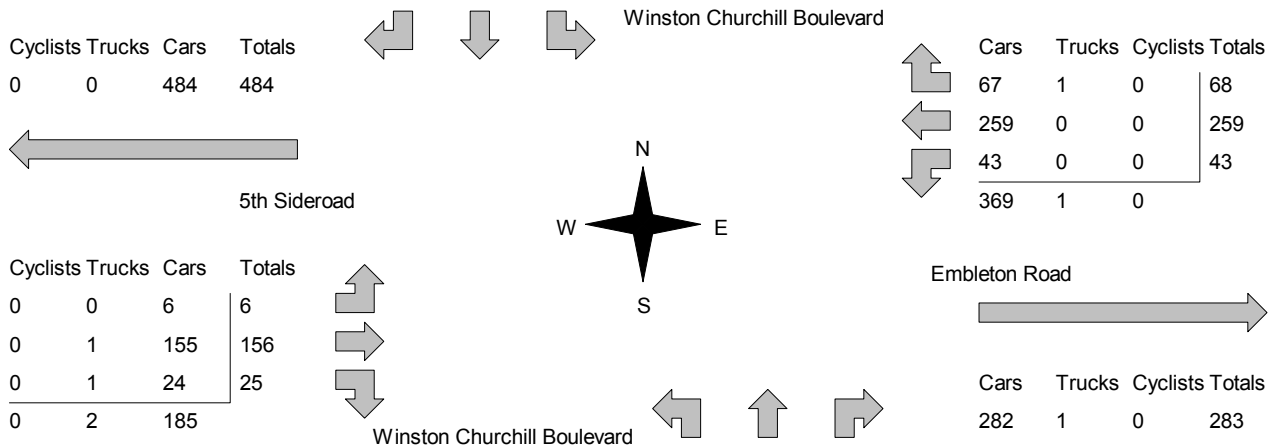 Winston Churchill Boulevard
Cyclists Trucks Cars Totals
0 0 484 484
5th Sideroad
Cyclists Trucks Cars Totals
0 0 6 6
0 1 155 156
0 1 24 25
0 2 185
Winston Churchill Boulevard
N
W E
S
Cars Trucks Cyclists Totals
67 1 0 68
259 0 0 259
43 0 0 43
369 1 0
Embleton Road
Cars Trucks Cyclists Totals
282 1 0 283